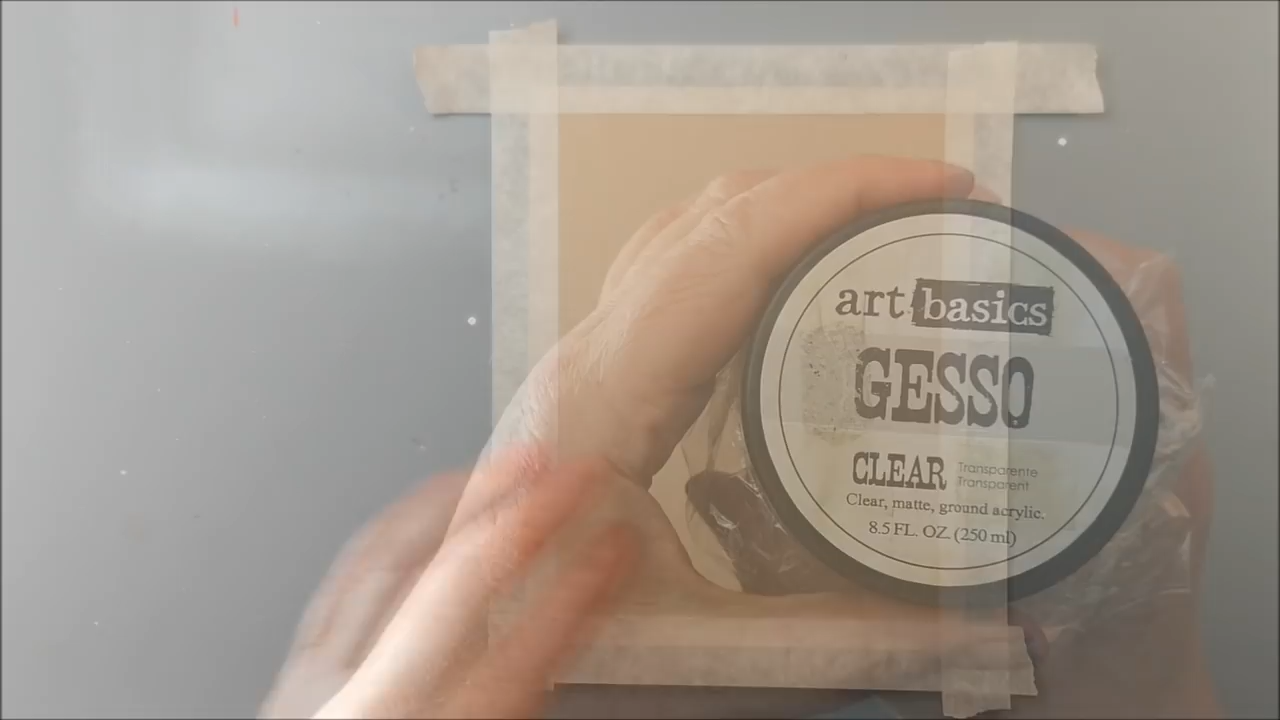 art basics
GESSO
CLEAR Transparente
Transparent
Clear, matte, ground acrylic.
8.5 FL. OZ. (250 ml)